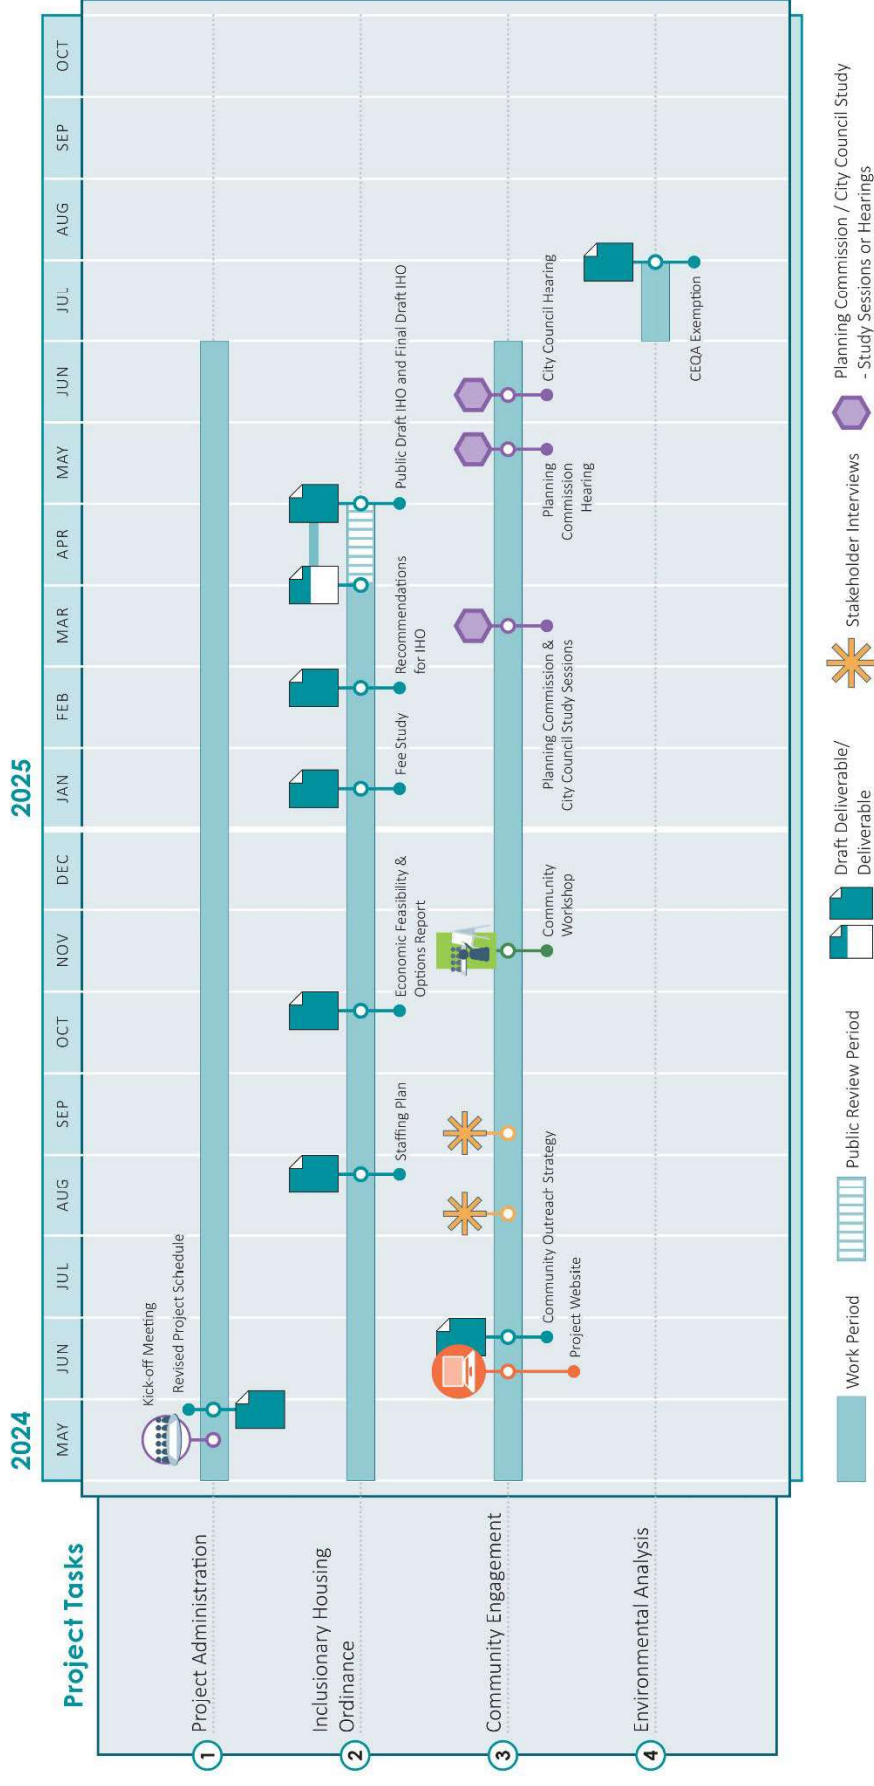 2024
2025
Project Tasks
MAY
JUN
JUL
AUG
SEP
OCT
NOV
DEC
JAN
FEB
MAR
APR
MAY
JUN
JUL
AUG
SEP
OCT
1
Project Administration
Kick-off Meeting
Revised Project Schedule
2
Inclusionary Housing
Ordinance
Staffing Plan
Economic Feasibility &
Options Report
Fee Study
Recommendations
for IHO
Public Draft IHO and Final Draft IHO
3
Community Engagement
Community Outreach Strategy
Project Website
Community
Workshop
Planning Commission &
City Council Study Sessions
Planning
Commission
Hearing
City Council Hearing
4
Environmental Analysis
CEQA Exemption
Work Period
Public Review Period
Draft Deliverable/
Deliverable
Stakeholder Interviews
Planning Commission / City Council Study
- Study Sessions or Hearings